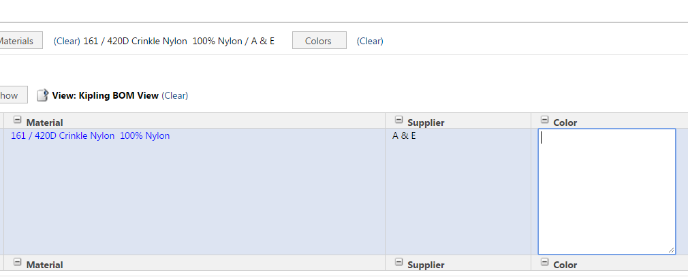 Materials (Clear) 161 / 420D Crinkle Nylon 100% Nylon / A & E Colors (Clear)
how View: Kipling BOM View (Clear)
Material Supplier Color
161 / 420D Crinkle Nylon 100% Nylon A & E
Material Supplier Color